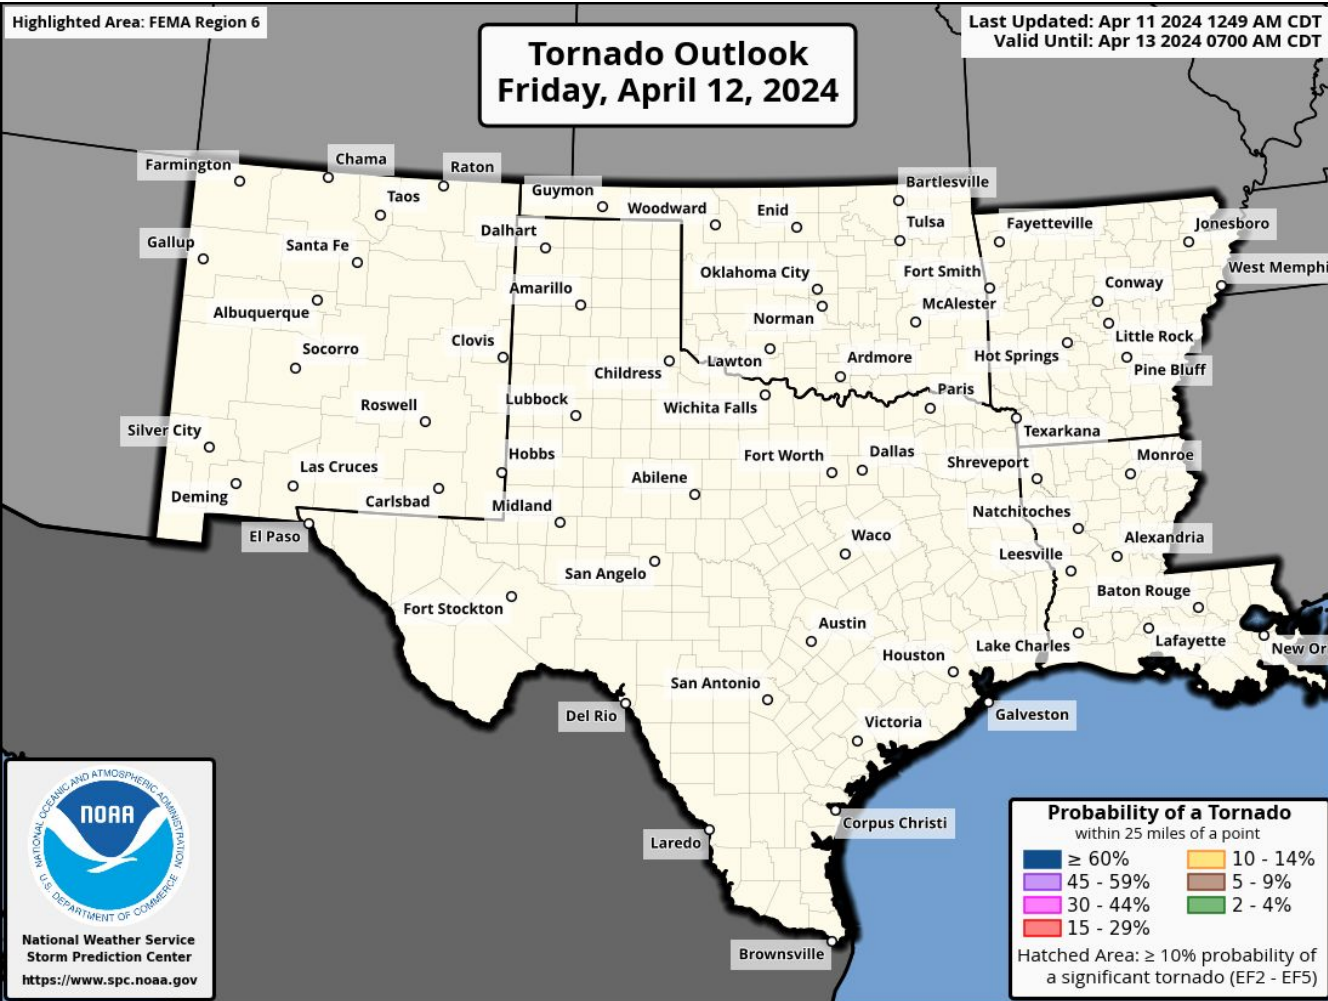 Highlighted Area: FEMA Region 6
Last Updated: Apr 11 2024 1249 AM CDT
Valid Until: Apr 13 2024 0700 AM CDT
Tornado Outlook
Friday, April 12, 2024
Farmington
Chama
Raton
Taos
Guymon
Woodward
Enid
Bartlesville
Tulsa
Fayetteville
Jonesboro
Gallup
Santa Fe
Dalhart
Oklahoma City
Fort Smith
West Memphi
Amarillo
McAlester
Conway
Albuquerque
Norman
Little Rock
Socorro
Clovis
Childress
Lawton
Ardmore
Hot Springs
Pine Bluff
Roswell
Lubbock
Wichita Falls
Paris
Silver City
Texarkana
Las Cruces
Hobbs
Fort Worth
Dallas
Shreveport
Monroe
Deming
Carlsbad
Midland
Abilene
Natchitoches
El Paso
Waco
Leesville
Alexandria
San Angelo
Baton Rouge
Fort Stockton
Austin
Lake Charles
Lafayette
New Or
Houston
San Antonio
Del Rio
Victoria
Galveston
Corpus Christi
Laredo
Brownsville
NATIONAL OCEANIC AND ATMOSPHERIC ADMINISTRATION
NOAA
U.S. DEPARTMENT OF COMMERCE
National Weather Service
Storm Prediction Center
https://www.spc.noaa.gov
Probability of a Tornado
within 25 miles of a point
≥ 60%
45 - 59%
30 - 44%
15 - 29%
10 - 14%
5 - 9%
2 - 4%
Hatched Area: ≥ 10% probability of
a significant tornado (EF2 - EF5)